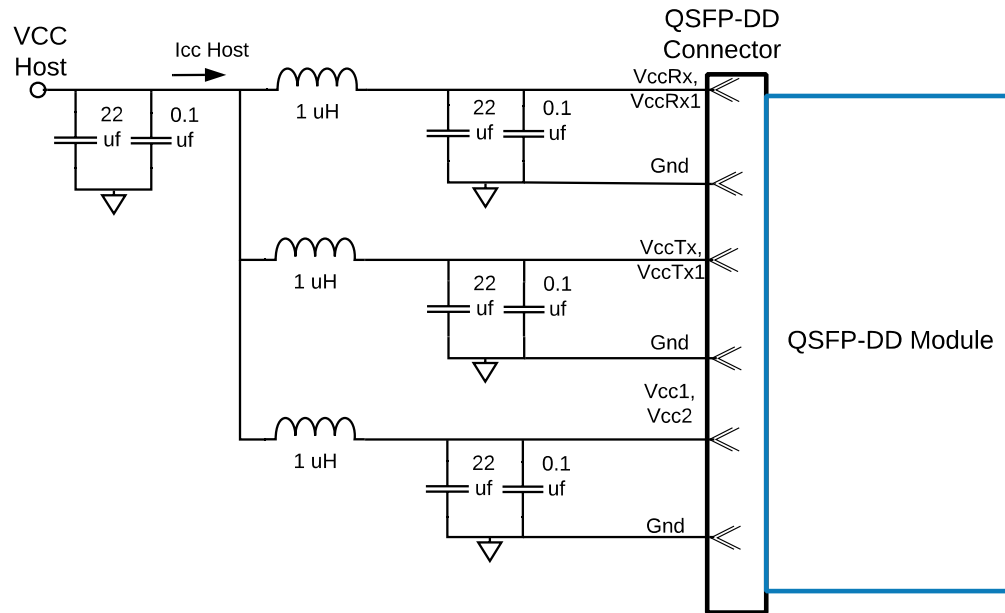 QSFP-DD
Connector
VCC
Host
Icc Host
VccRx,
VccRx1
22
uf
0.1
uf
1 uH
22
uf
0.1
uf
Gnd
VccTx,
VccTx1
1 uH
22
uf
0.1
uf
Gnd
QSFP-DD Module
Vcc1,
Vcc2
1 uH
22
uf
0.1
uf
Gnd